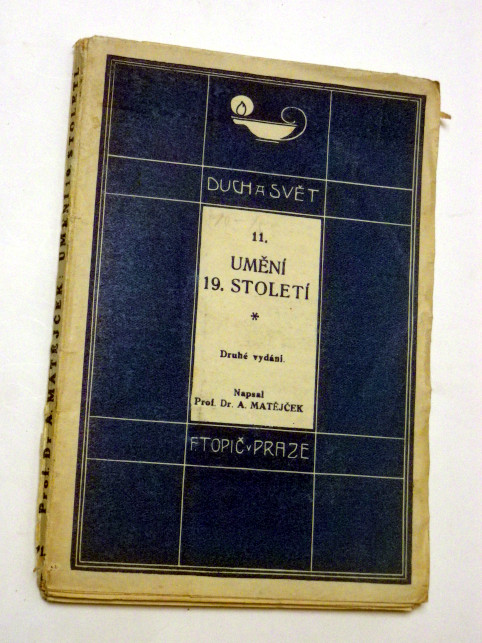 DUCH A SVĚT
11.
UMĚNÍ
19. STOLETÍ
*
Druhé vydání.
Napsal
Prof. Dr. A. MATĚJČEK
F. TOPIČ V PRAZE
Prof. Dr A. MATĚJČEK UMĚNÍ 19 STOLETÍ